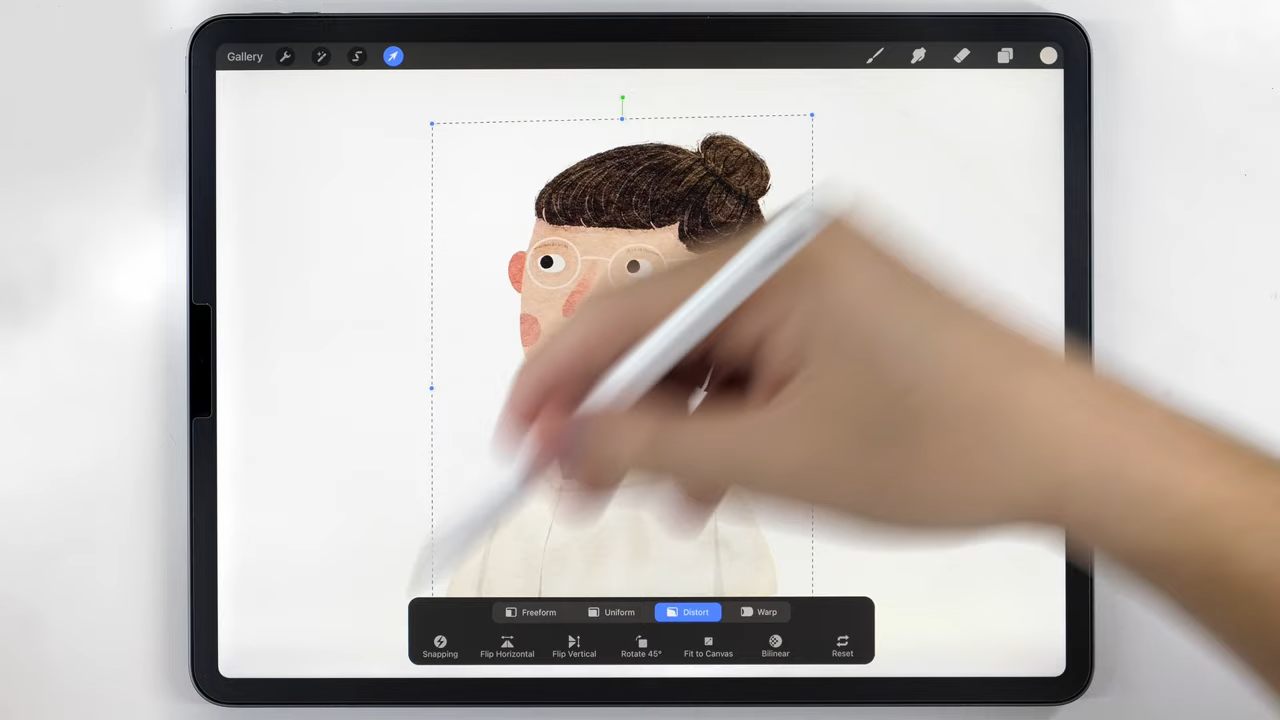 Gallery
Freeform Uniform Distort Warp
Snapping Flip Horizontal Flip Vertical Rotate 45° Fit to Canvas Bilinear Reset